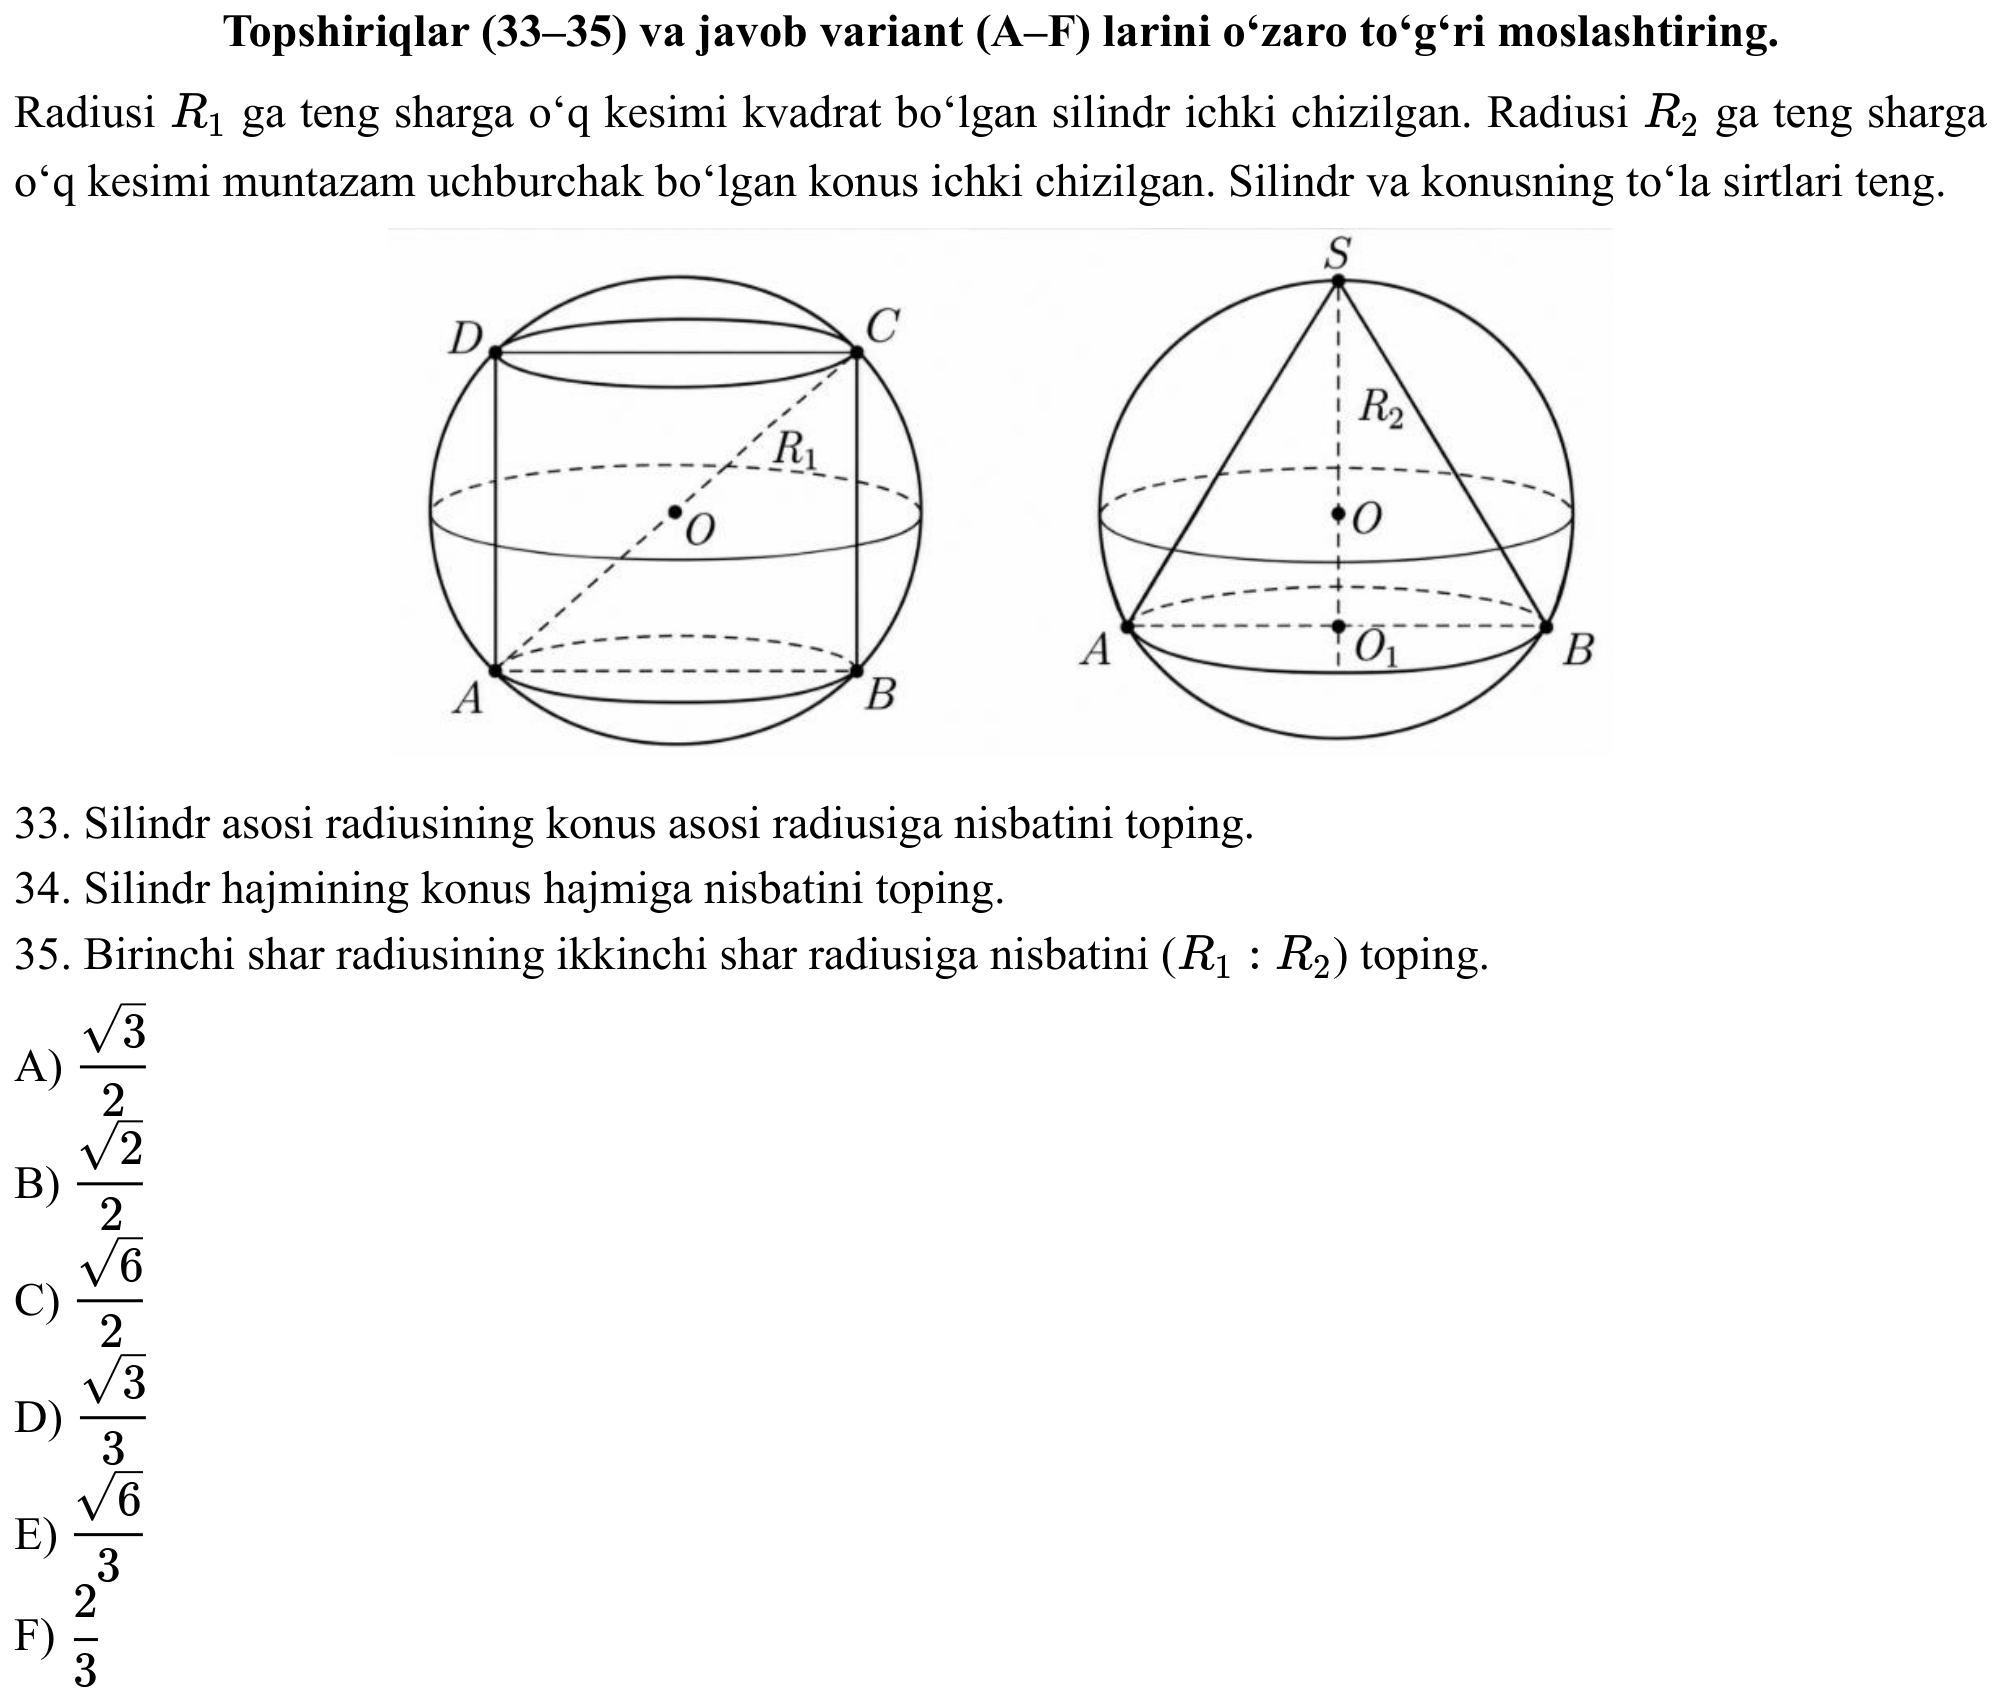 Topshiriqlar (33–35) va javob variant (A–F) larini o‘zaro to‘g‘ri moslashtiring.
Radiusi R₁ ga teng sharga o‘q kesimi kvadrat bo‘lgan silindr ichki chizilgan. Radiusi R₂ ga teng sharga
o‘q kesimi muntazam uchburchak bo‘lgan konus ichki chizilgan. Silindr va konusning to‘la sirtlari teng.
D C R₁ O A B
S R₂ O A O₁ B
33. Silindr asosi radiusining konus asosi radiusiga nisbatini toping.
34. Silindr hajmining konus hajmiga nisbatini toping.
35. Birinchi shar radiusining ikkinchi shar radiusiga nisbatini (R₁ : R₂) toping.
A) √3/2
B) √2/2
C) √6/2
D) √3/3
E) √6/3
F) 2/3